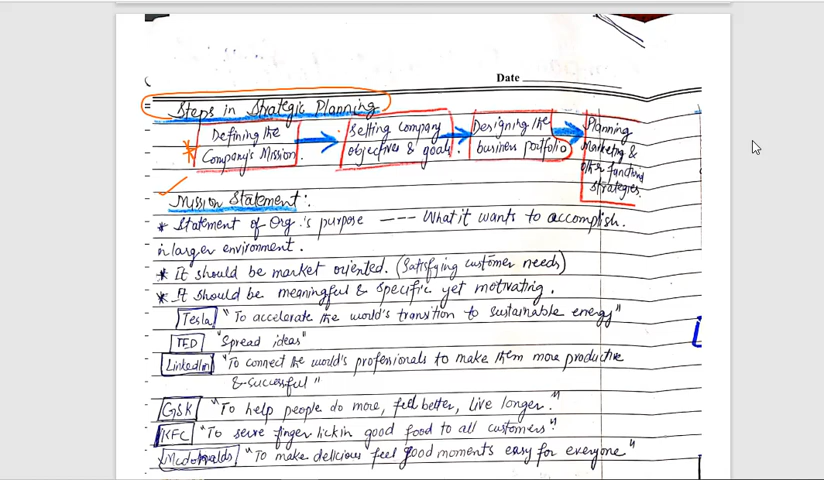 Date
Steps in Strategic Planning
Defining the
Company's Mission
Setting company
objectives & goals.
Designing the
business portfolio
Planning
Marketing &
other functional
strategies.
Mission Statement:
* Statement of Org.'s purpose --- What it wants to accomplish.
in larger environment.
* It should be market oriented. (Satisfying customer needs)
* It should be meaningful & specific yet motivating.
Tesla "To accelerate the world's transition to sustainable energy"
TED "Spread ideas"
LinkedIn "To connect the world's professionals to make them more productive
& successful"
GSK "To help people do more, feel better, live longer."
KFC "To serve finger lickin good food to all customers"
Mcdonalds "To make delicious feel good moments easy for everyone"